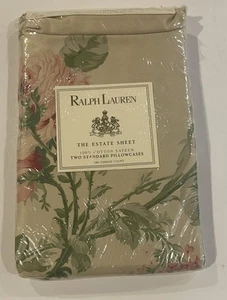 RALPH LAUREN
THE ESTATE SHEET
100% COTTON SATEEN
TWO STANDARD PILLOWCASES